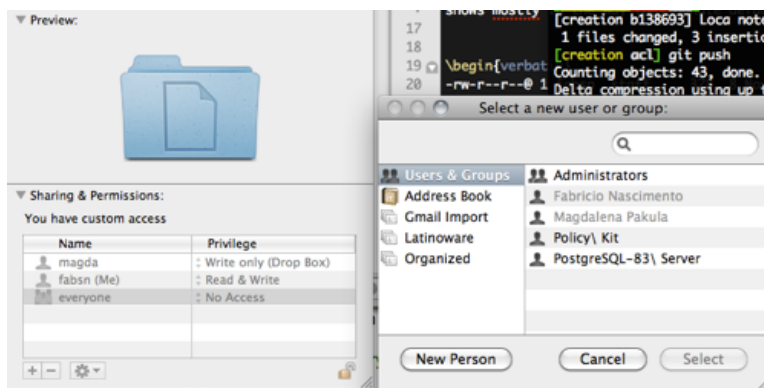 Preview:
Sharing & Permissions:
You have custom access
Name Privilege
magda Write only (Drop Box)
fabsn (Me) Read & Write
everyone No Access
shows mostly
17
18
19 \begin{verbat
20 -rw-r--r--@ 1
[creation b138693] Loca note
1 files changed, 3 insertio
[creation acl] git push
Counting objects: 43, done.
Delta compression using up t
Select a new user or group:
Users & Groups
Address Book
Gmail Import
Latinoware
Organized
Administrators
Fabricio Nascimento
Magdalena Pakula
Policy\ Kit
PostgreSQL-83\ Server
New Person Cancel Select